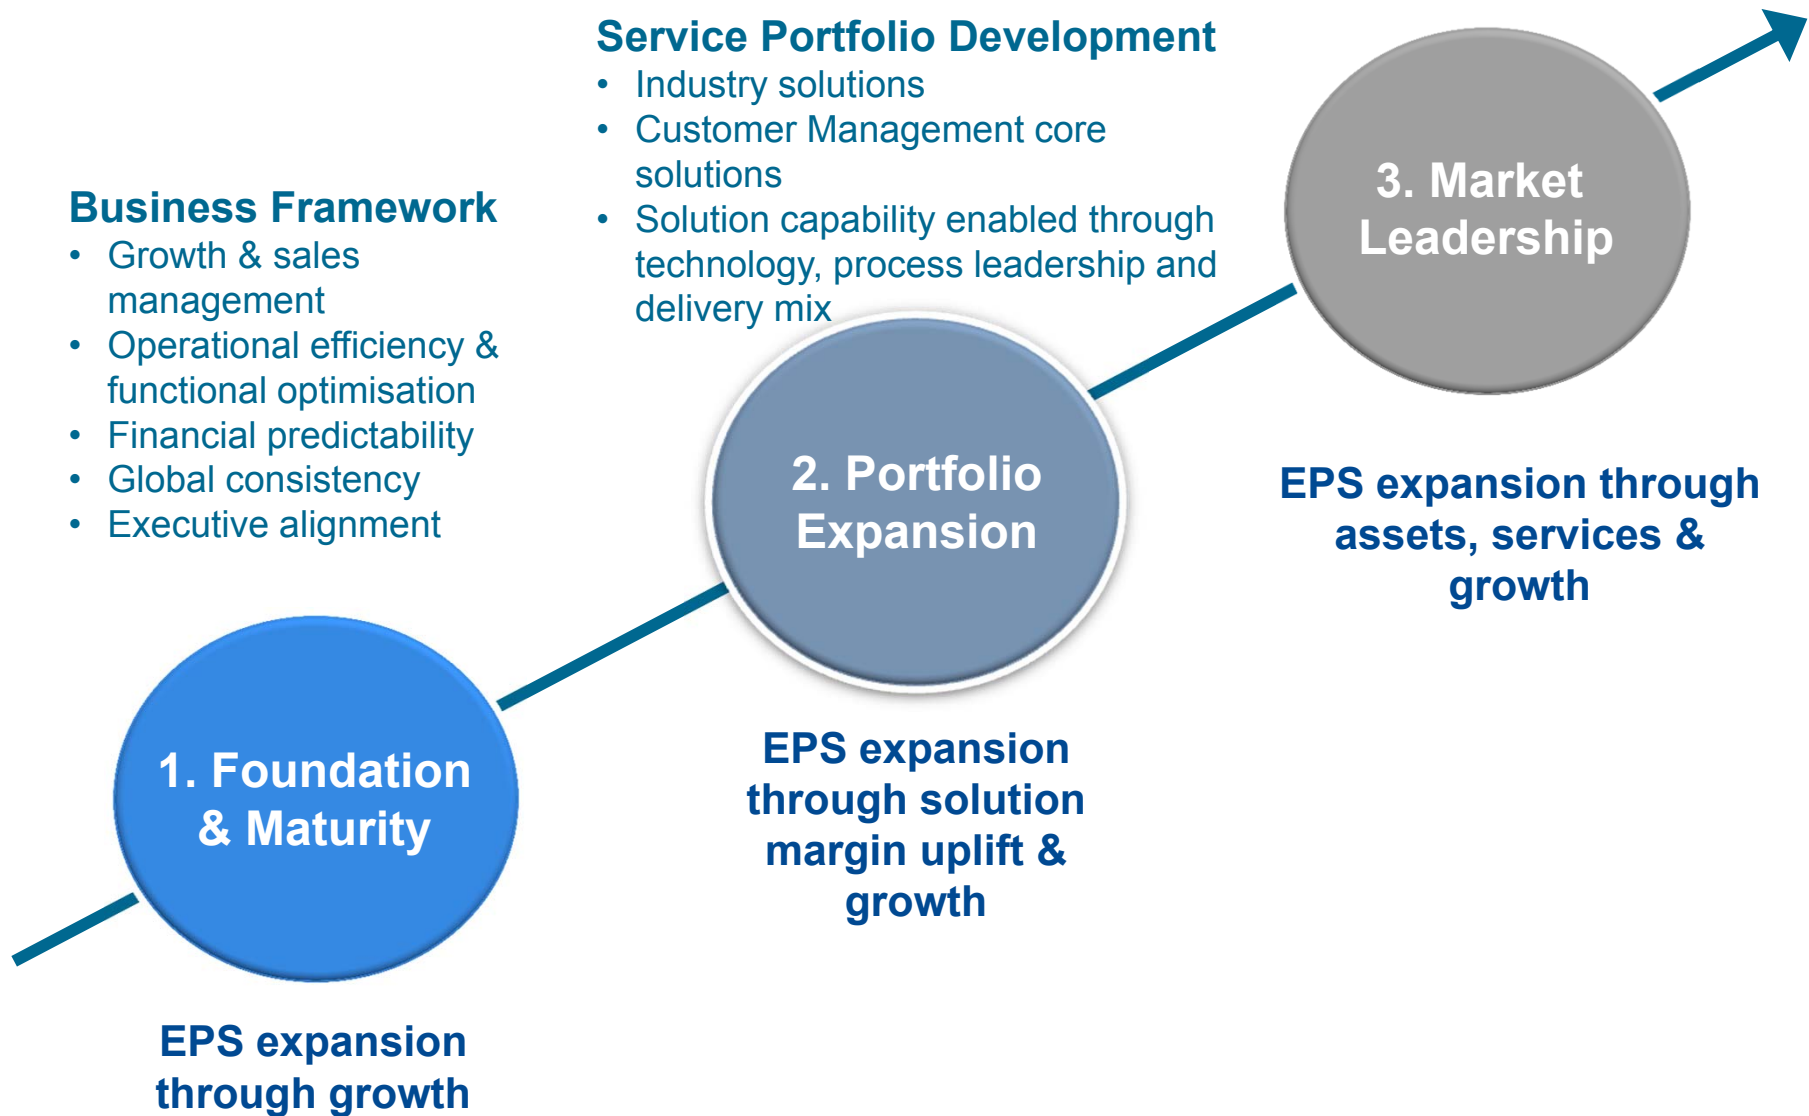 Business Framework
• Growth & sales
management
• Operational efficiency &
functional optimisation
• Financial predictability
• Global consistency
• Executive alignment
1. Foundation
& Maturity
EPS expansion
through growth
Service Portfolio Development
• Industry solutions
• Customer Management core
solutions
• Solution capability enabled through
technology, process leadership and
delivery mix
2. Portfolio
Expansion
EPS expansion
through solution
margin uplift &
growth
3. Market
Leadership
EPS expansion through
assets, services &
growth